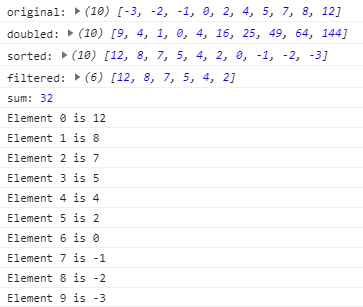 original: ▶ (10) [-3, -2, -1, 0, 2, 4, 5, 7, 8, 12]
doubled: ▶ (10) [9, 4, 1, 0, 4, 16, 25, 49, 64, 144]
sorted: ▶ (10) [12, 8, 7, 5, 4, 2, 0, -1, -2, -3]
filtered: ▶ (6) [12, 8, 7, 5, 4, 2]
sum: 32
Element 0 is 12
Element 1 is 8
Element 2 is 7
Element 3 is 5
Element 4 is 4
Element 5 is 2
Element 6 is 0
Element 7 is -1
Element 8 is -2
Element 9 is -3